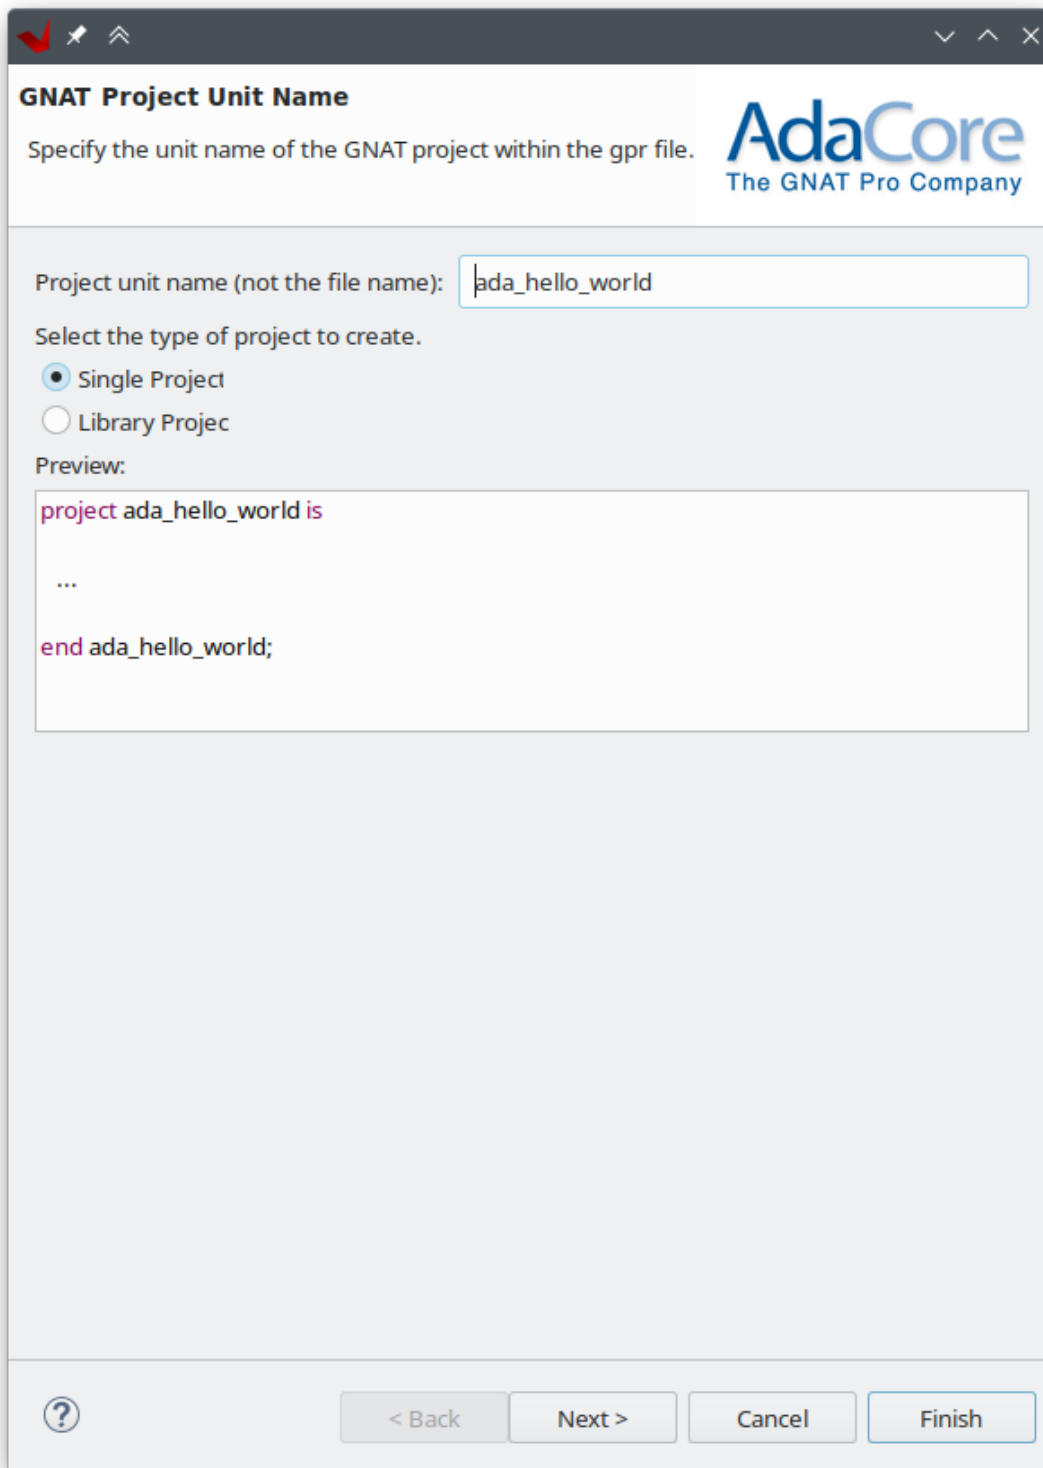 GNAT Project Unit Name
Specify the unit name of the GNAT project within the gpr file.
AdaCore
The GNAT Pro Company
Project unit name (not the file name): ada_hello_world
Select the type of project to create.
Single Project
Library Projec
Preview:
project ada_hello_world is
...
end ada_hello_world;
?
< Back
Next >
Cancel
Finish